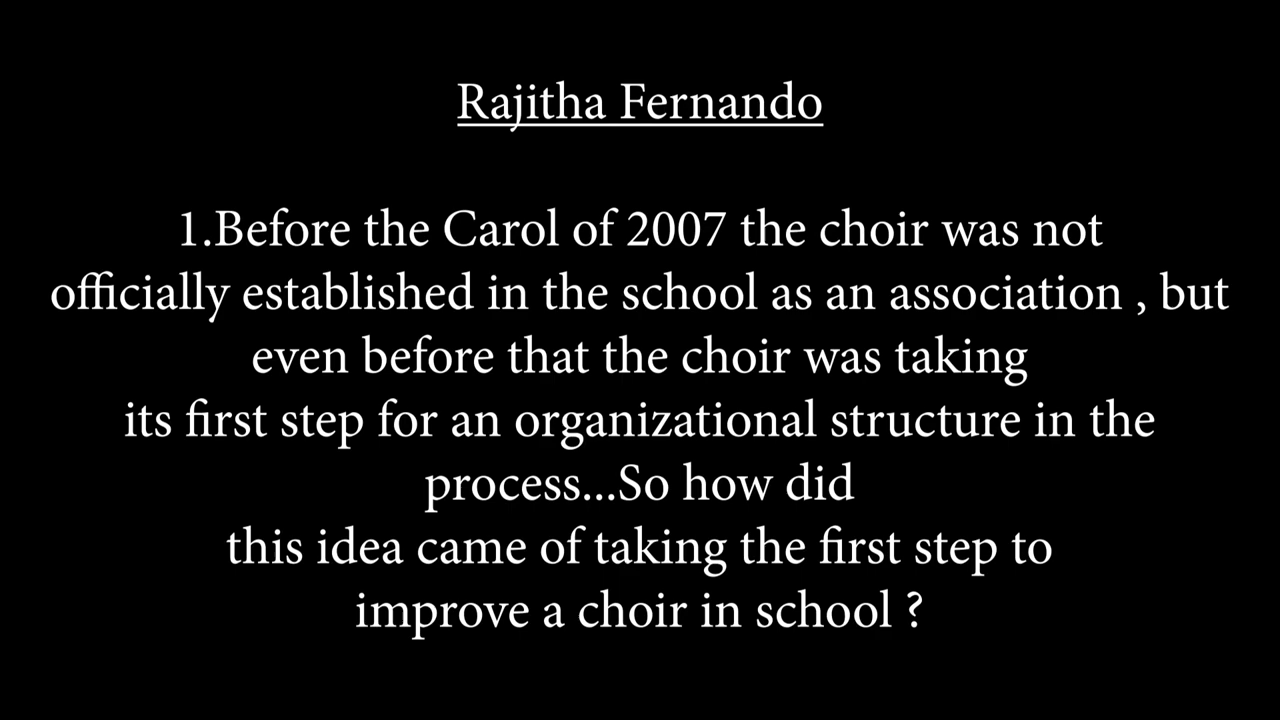 Rajitha Fernando
1.Before the Carol of 2007 the choir was not
officially established in the school as an association , but
even before that the choir was taking
its first step for an organizational structure in the
process...So how did
this idea came of taking the first step to
improve a choir in school ?